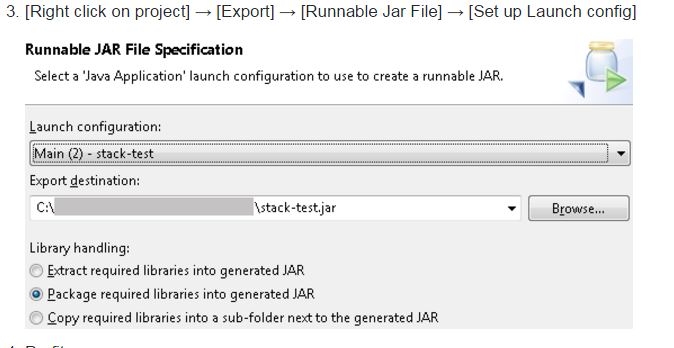 3. [Right click on project] → [Export] → [Runnable Jar File] → [Set up Launch config]
Runnable JAR File Specification
Select a 'Java Application' launch configuration to use to create a runnable JAR.
Launch configuration:
Main (2) - stack-test
Export destination:
C:\ \stack-test.jar
Browse...
Library handling:
Extract required libraries into generated JAR
Package required libraries into generated JAR
Copy required libraries into a sub-folder next to the generated JAR